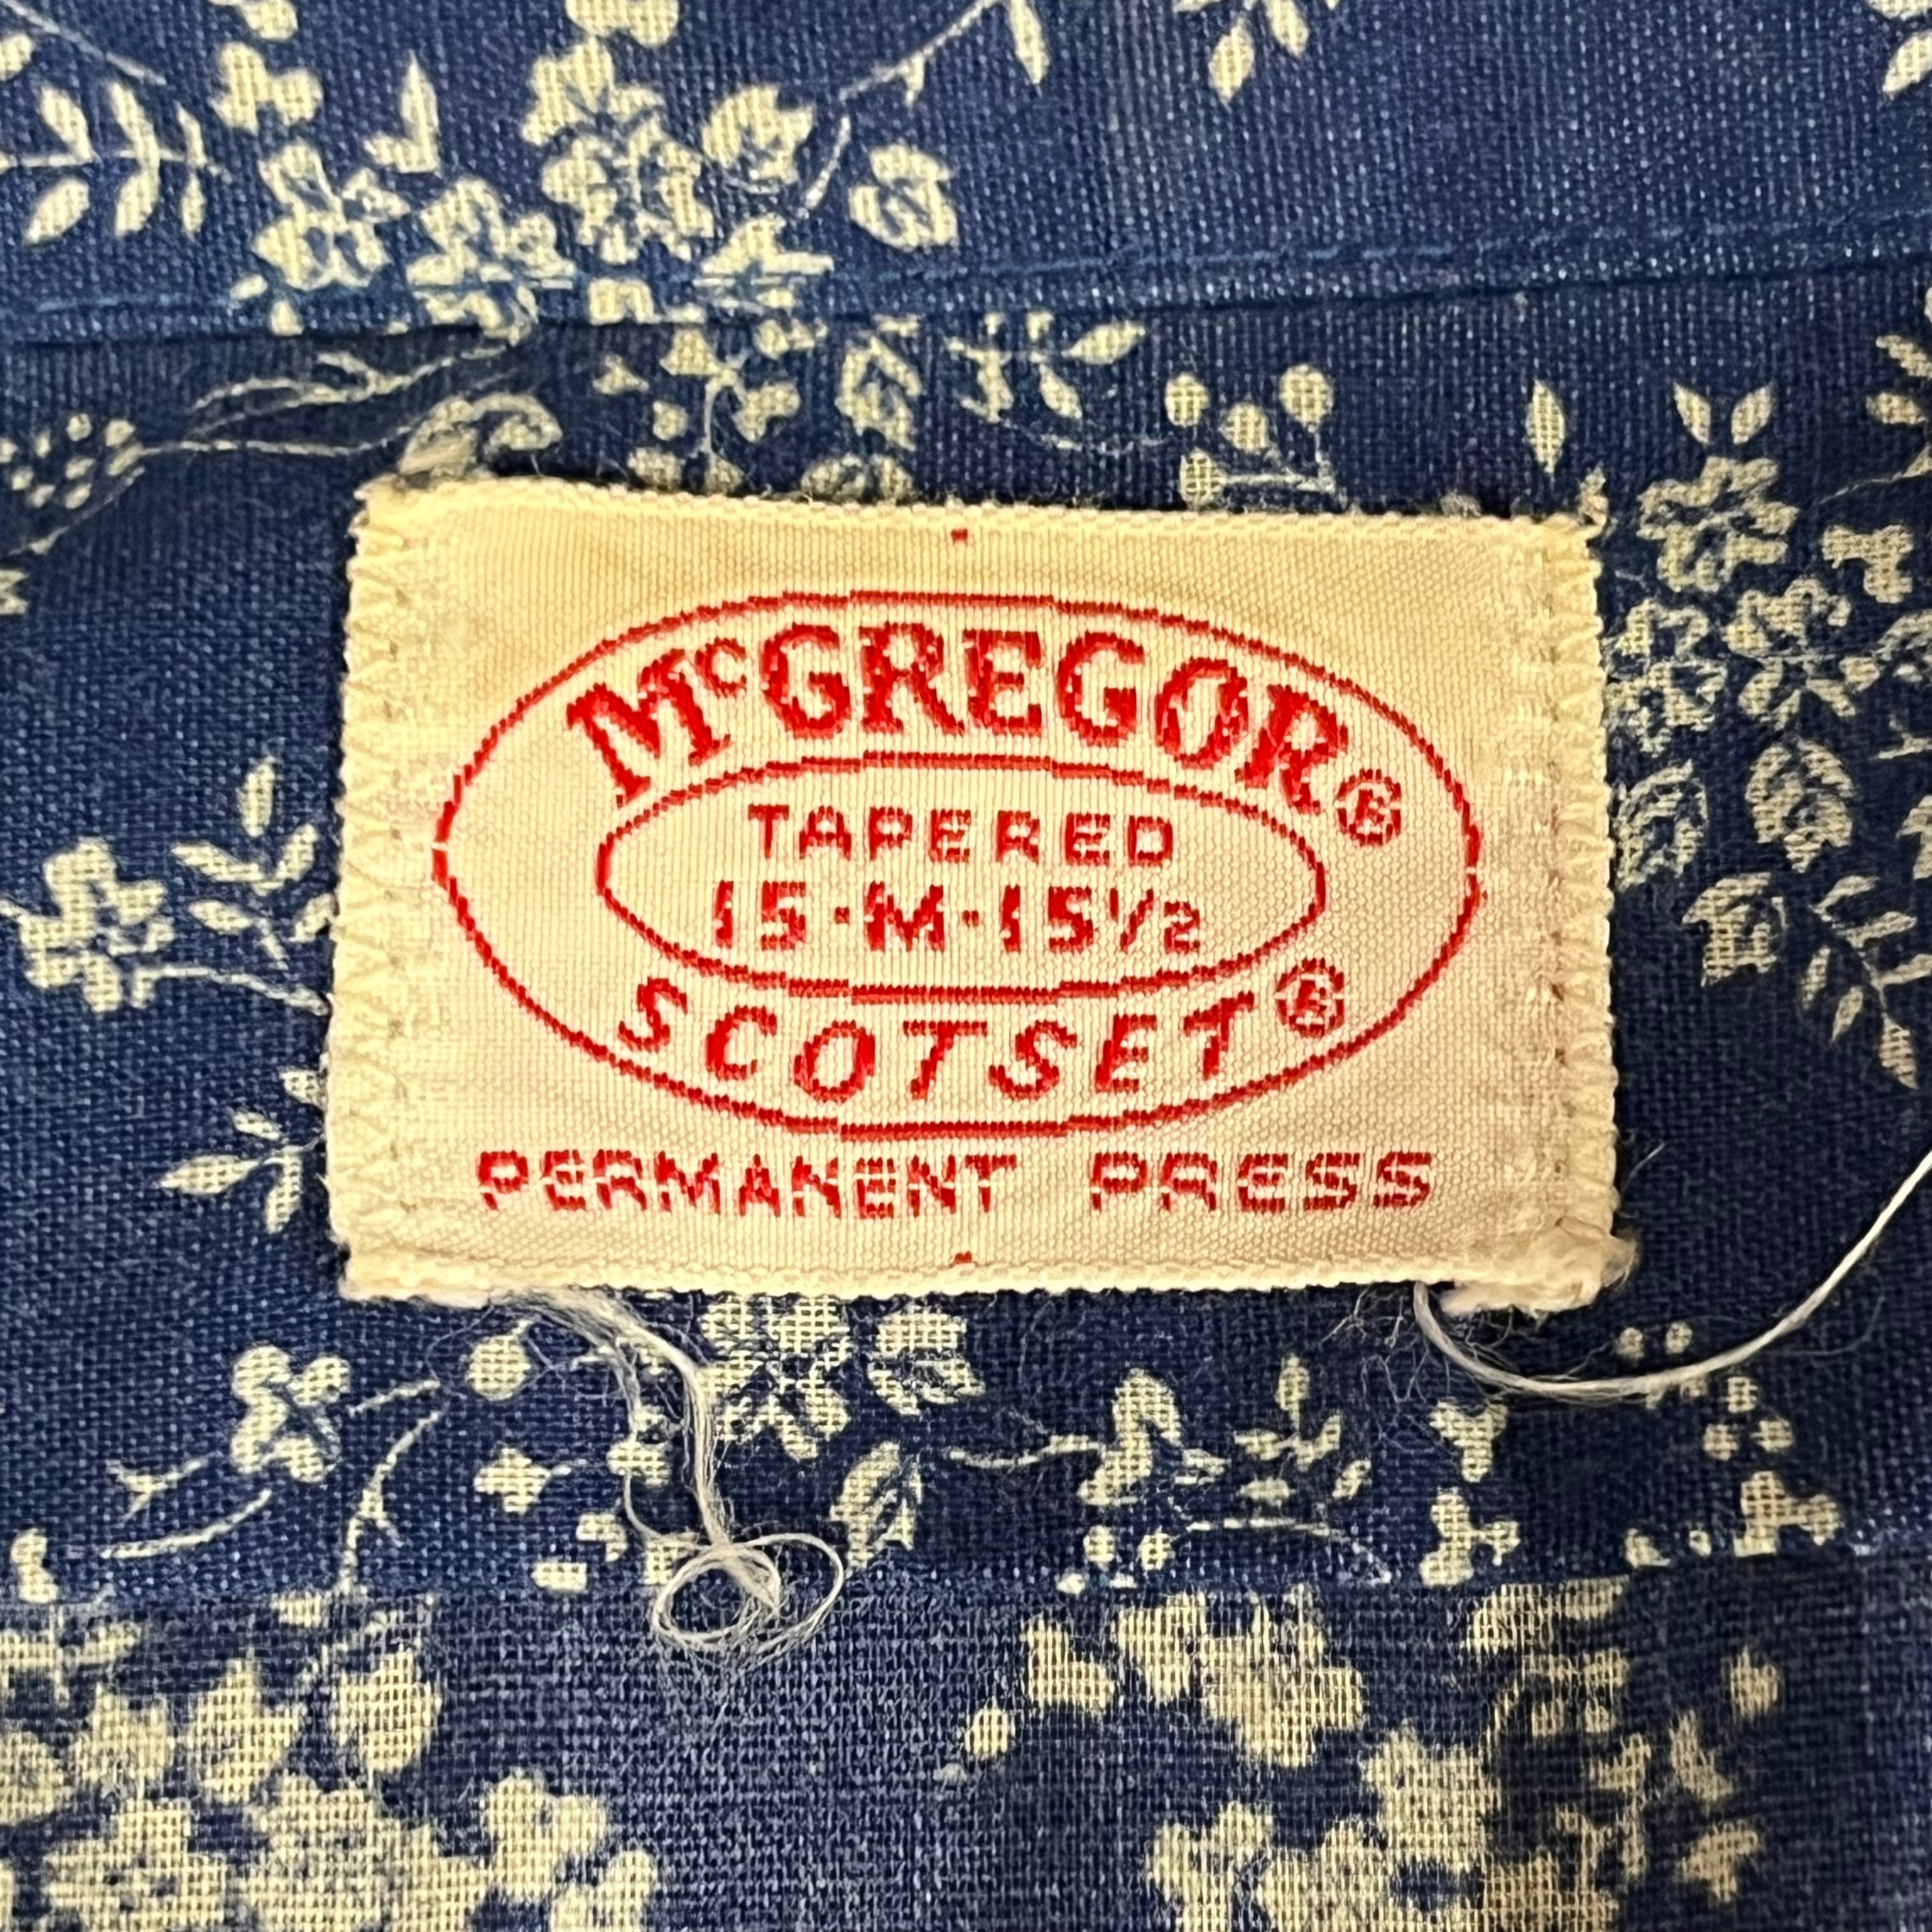 McGREGOR®
TAPERED
15·M·15½
SCOTSET®
PERMANENT PRESS